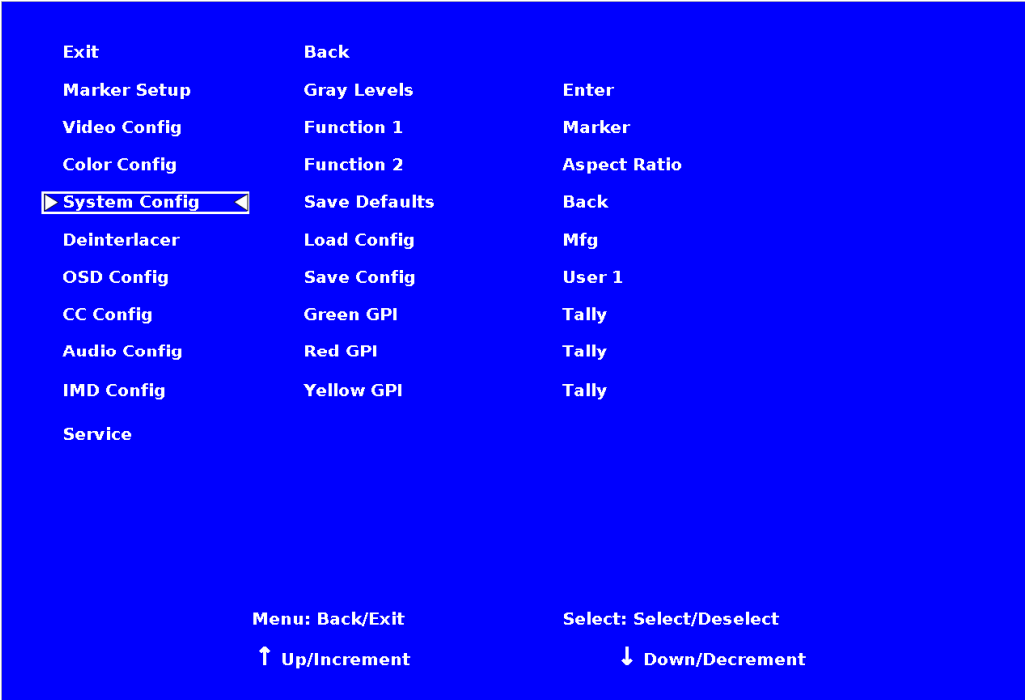 Exit Back
Marker Setup Gray Levels Enter
Video Config Function 1 Marker
Color Config Function 2 Aspect Ratio
System Config Save Defaults Back
Deinterlacer Load Config Mfg
OSD Config Save Config User 1
CC Config Green GPI Tally
Audio Config Red GPI Tally
IMD Config Yellow GPI Tally
Service
Menu: Back/Exit Select: Select/Deselect
↑ Up/Increment ↓ Down/Decrement